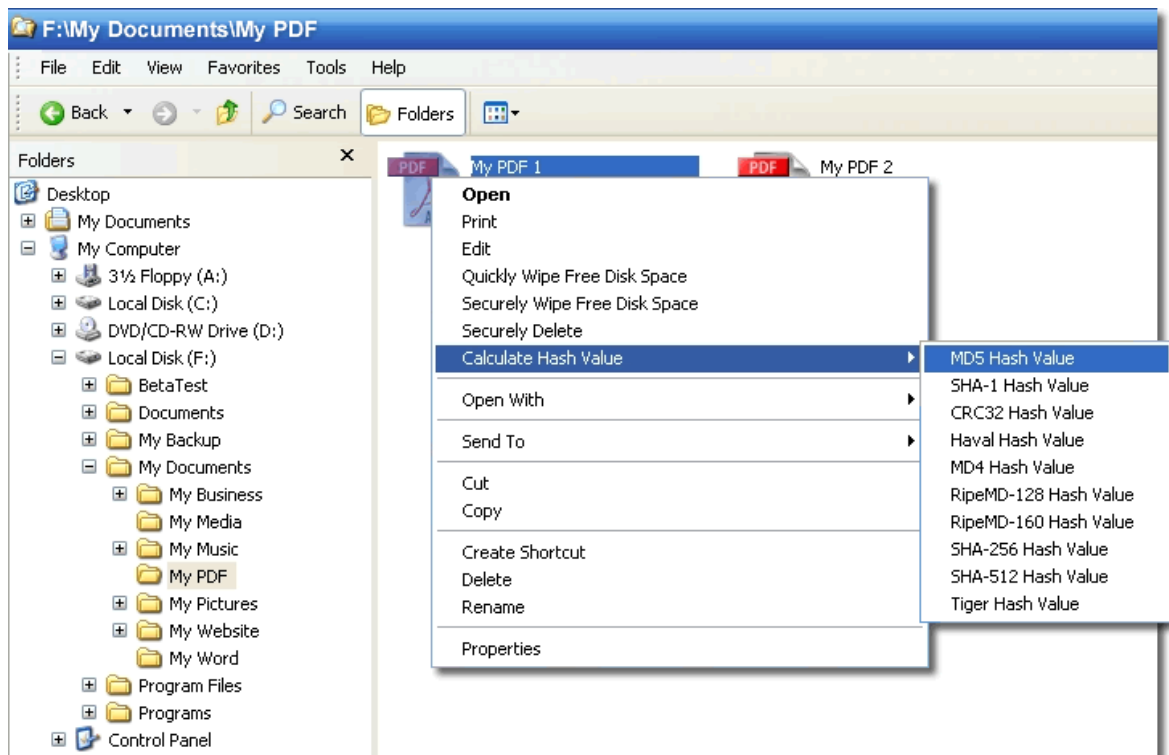 F:\My Documents\My PDF
File Edit View Favorites Tools Help
Back Search Folders
Folders
Desktop
My Documents
My Computer
3½ Floppy (A:)
Local Disk (C:)
DVD/CD-RW Drive (D:)
Local Disk (F:)
BetaTest
Documents
My Backup
My Documents
My Business
My Media
My Music
My PDF
My Pictures
My Website
My Word
Program Files
Programs
Control Panel
PDF My PDF 1
PDF My PDF 2
Open
Print
Edit
Quickly Wipe Free Disk Space
Securely Wipe Free Disk Space
Securely Delete
Calculate Hash Value
Open With
Send To
Cut
Copy
Create Shortcut
Delete
Rename
Properties
MD5 Hash Value
SHA-1 Hash Value
CRC32 Hash Value
Haval Hash Value
MD4 Hash Value
RipeMD-128 Hash Value
RipeMD-160 Hash Value
SHA-256 Hash Value
SHA-512 Hash Value
Tiger Hash Value